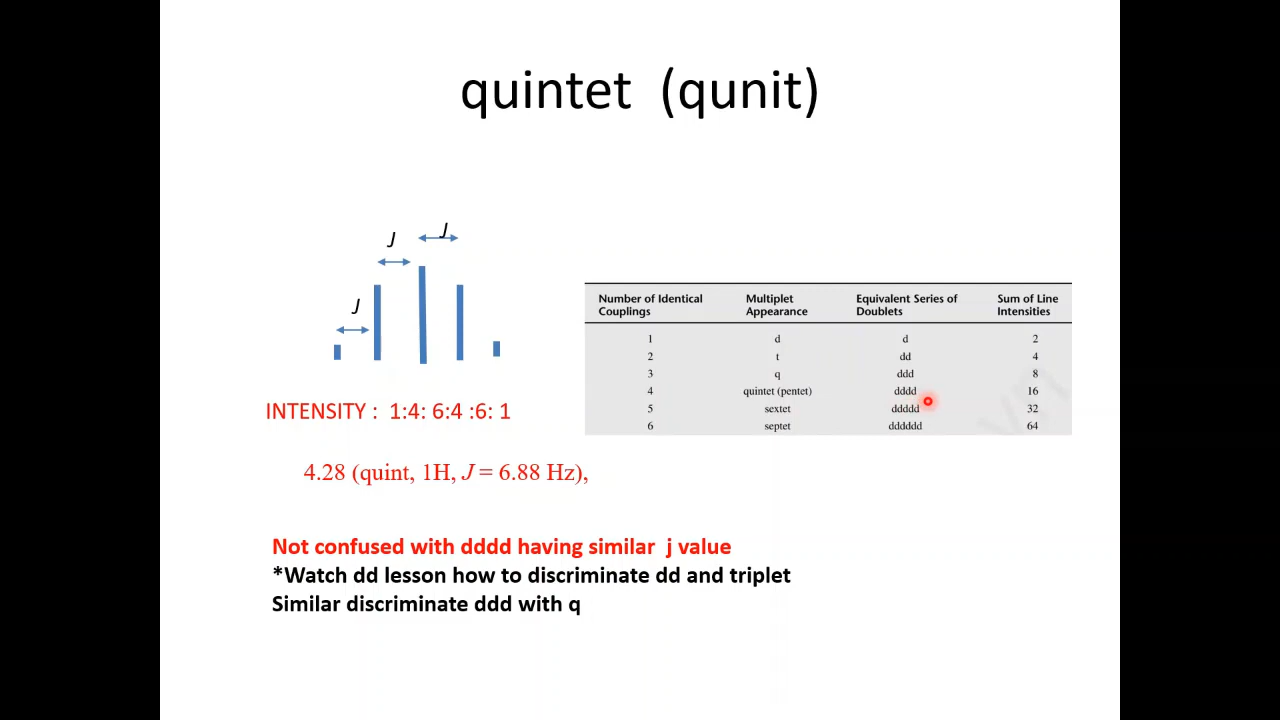 quintet (qunit)
J
J
J
INTENSITY : 1:4: 6:4 :6: 1
4.28 (quint, 1H, J = 6.88 Hz),
Number of Identical Couplings Multiplet Appearance Equivalent Series of Doublets Sum of Line Intensities
1 d d 2
2 t dd 4
3 q ddd 8
4 quintet (pentet) dddd 16
5 sextet ddddd 32
6 septet dddddd 64
Not confused with dddd having similar j value
*Watch dd lesson how to discriminate dd and triplet
Similar discriminate ddd with q